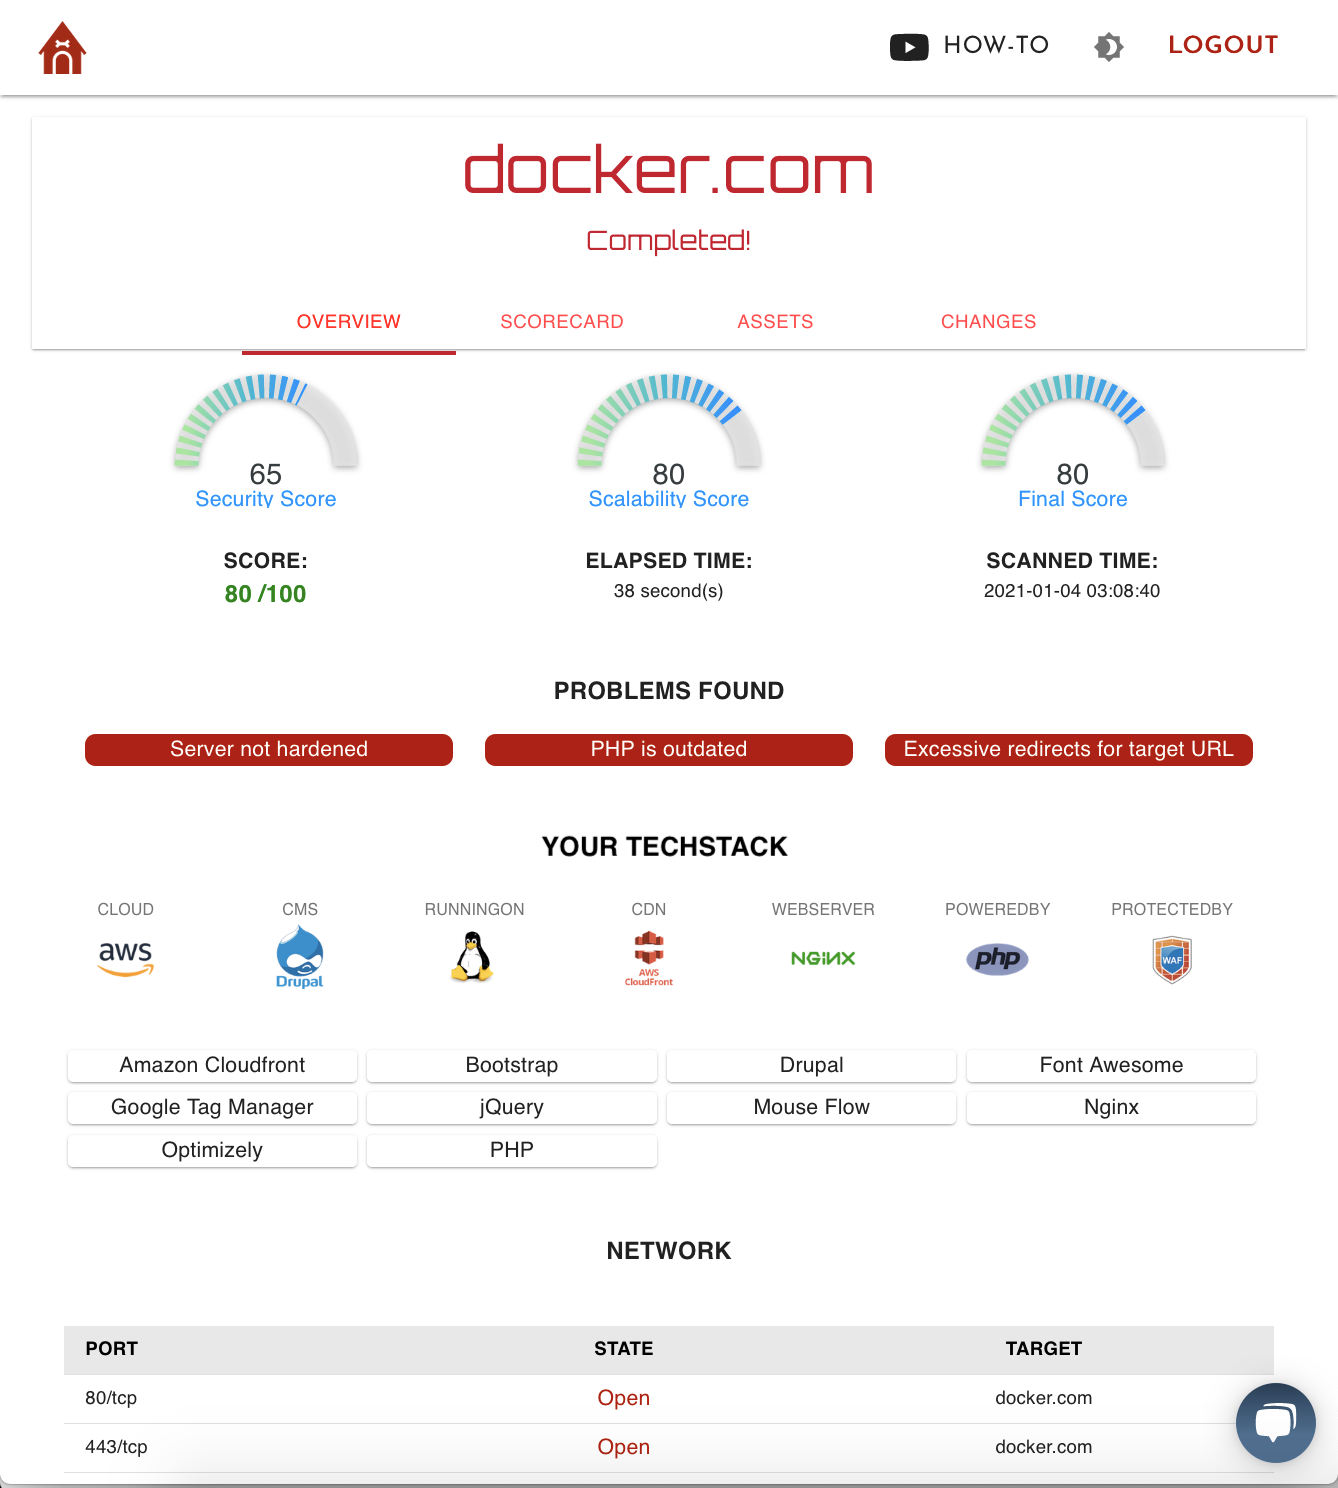 HOW-TO
LOGOUT
docker.com
Completed!
OVERVIEW SCORECARD ASSETS CHANGES
65 80 80
Security Score Scalability Score Final Score
SCORE: ELAPSED TIME: SCANNED TIME:
80 /100 38 second(s) 2021-01-04 03:08:40
PROBLEMS FOUND
Server not hardened PHP is outdated Excessive redirects for target URL
YOUR TECHSTACK
CLOUD CMS RUNNINGON CDN WEBSERVER POWEREDBY PROTECTEDBY
aws Drupal AWS CloudFront NGINX php WAF
Amazon Cloudfront Bootstrap Drupal Font Awesome
Google Tag Manager jQuery Mouse Flow Nginx
Optimizely PHP
NETWORK
PORT STATE TARGET
80/tcp Open docker.com
443/tcp Open docker.com